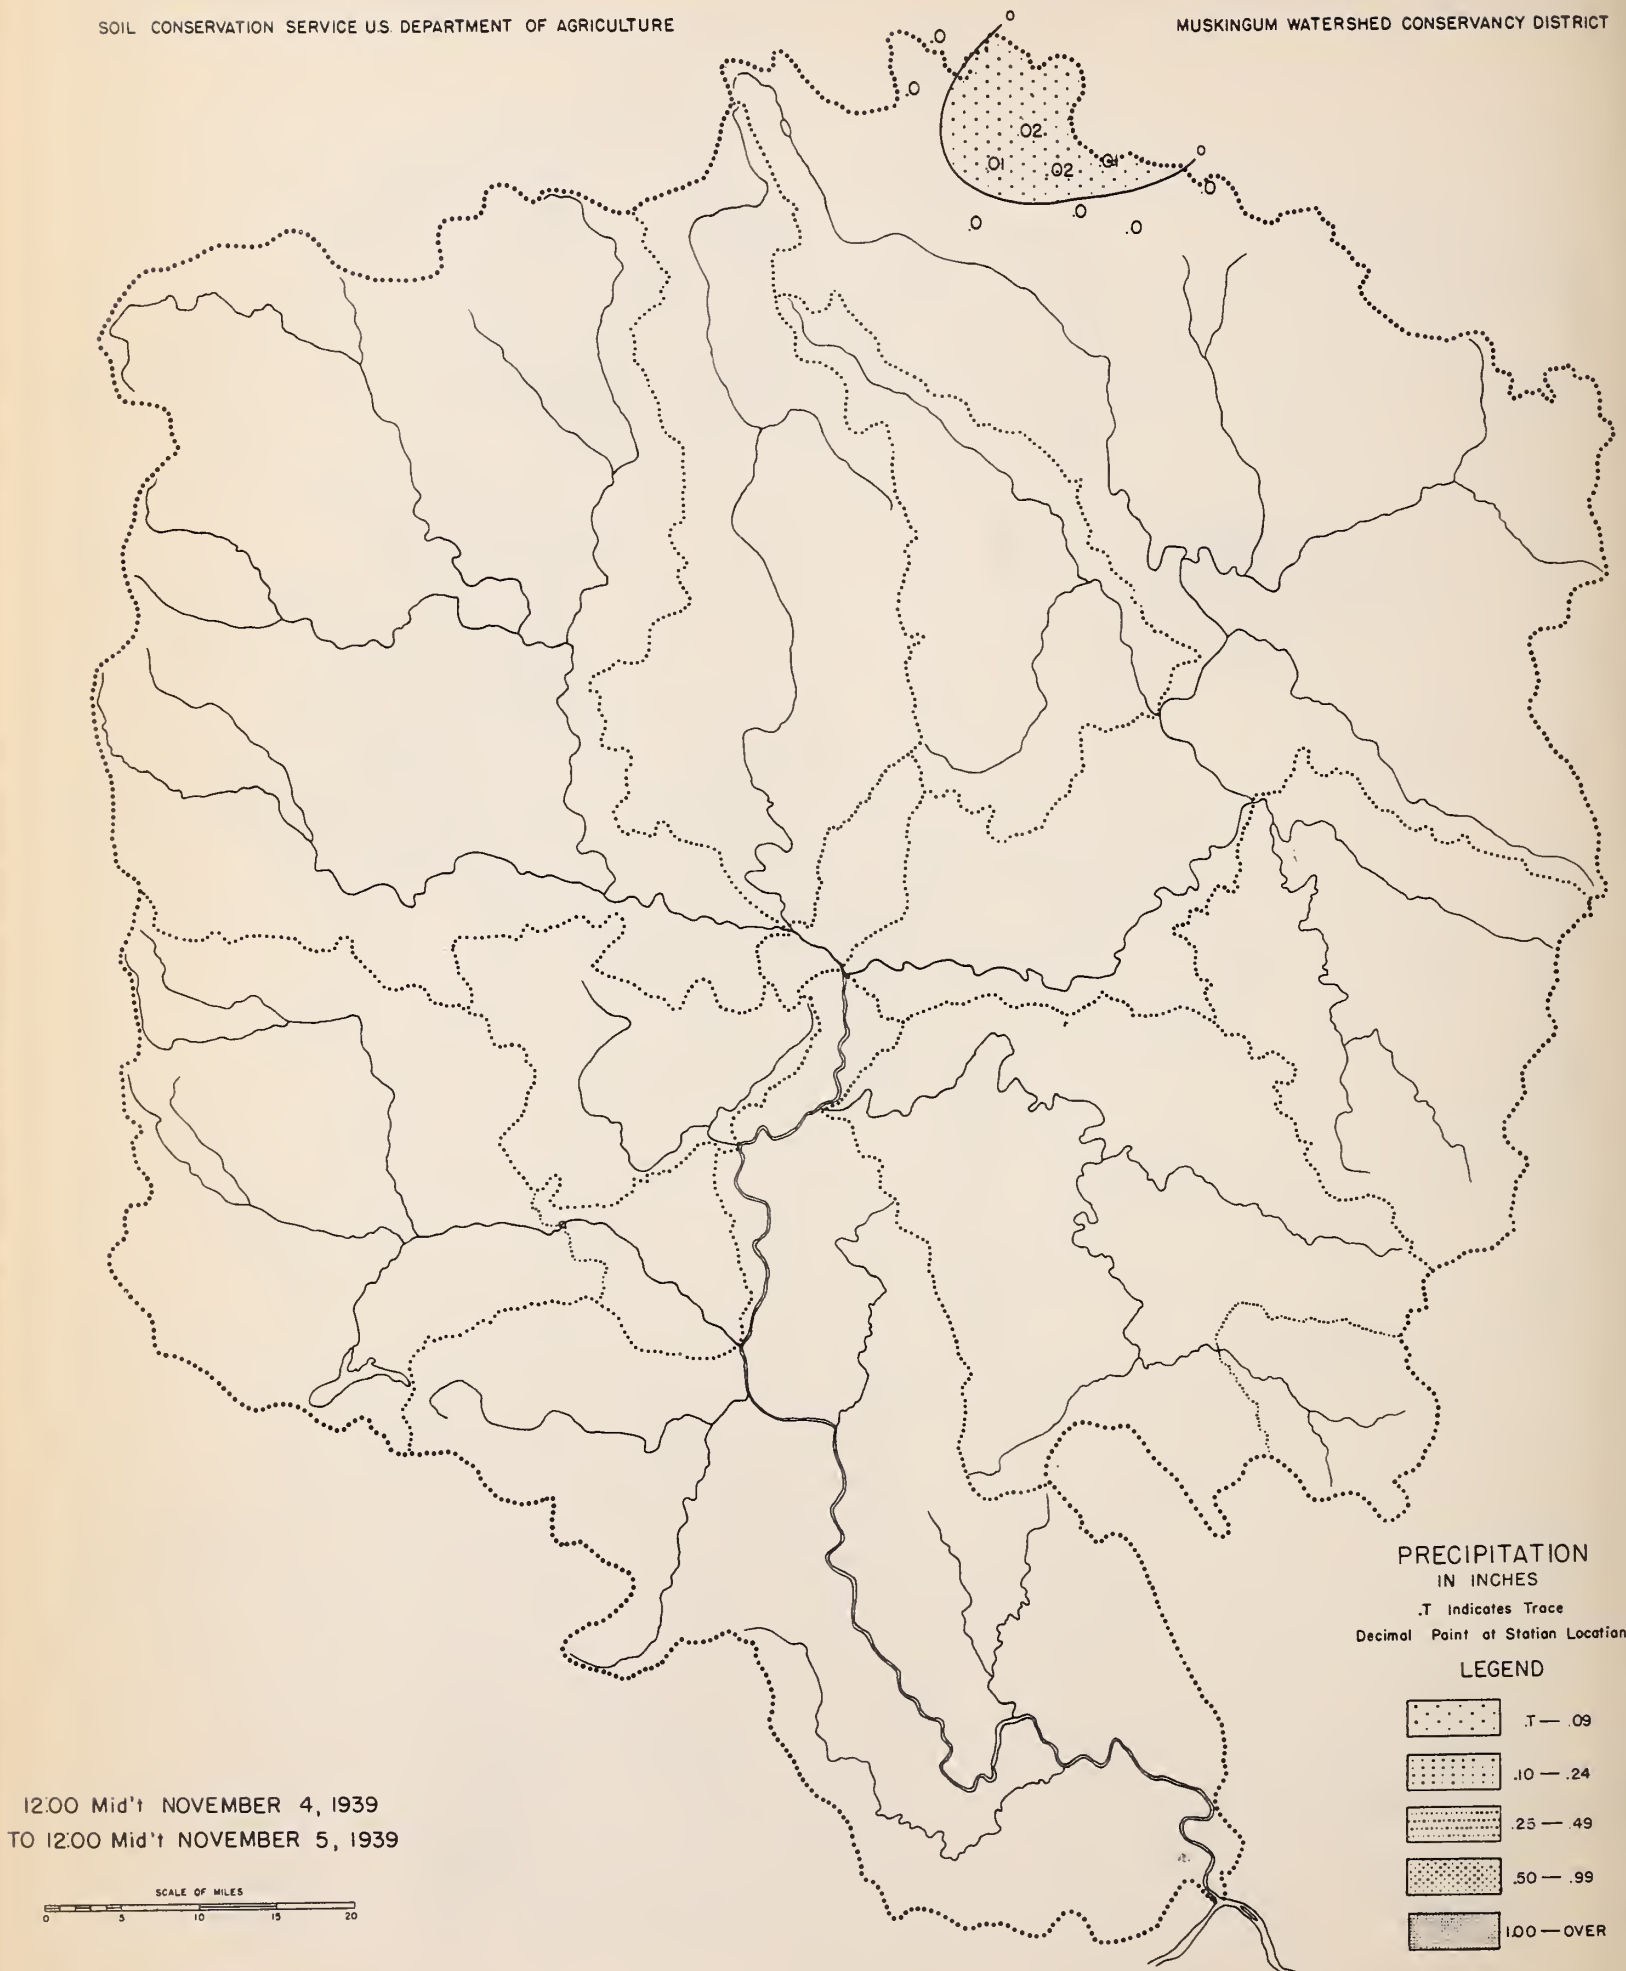 SOIL CONSERVATION SERVICE U.S. DEPARTMENT OF AGRICULTURE
MUSKINGUM WATERSHED CONSERVANCY DISTRICT
0
.0
.0
.02
.01
.02
.01
0
.0
.0
.0
.0
PRECIPITATION
IN INCHES
.T Indicates Trace
Decimal Point at Station Location
LEGEND
.T — .09
.10 — .24
.25 — .49
.50 — .99
1.00 — OVER
12:00 Mid't NOVEMBER 4, 1939
TO 12:00 Mid't NOVEMBER 5, 1939
SCALE OF MILES
0 5 10 15 20